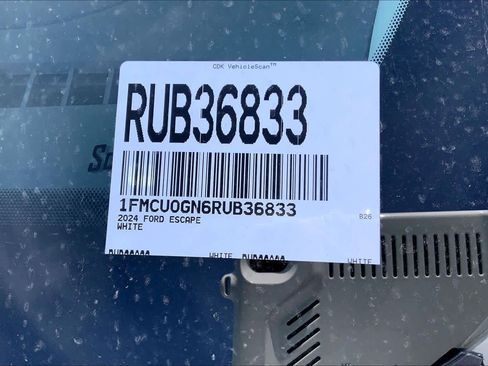 CDK VehicleScan™
RUB36833
1FMCU0GN6RUB36833
2024 FORD ESCAPE
WHITE
B26
WHITE
WHITE